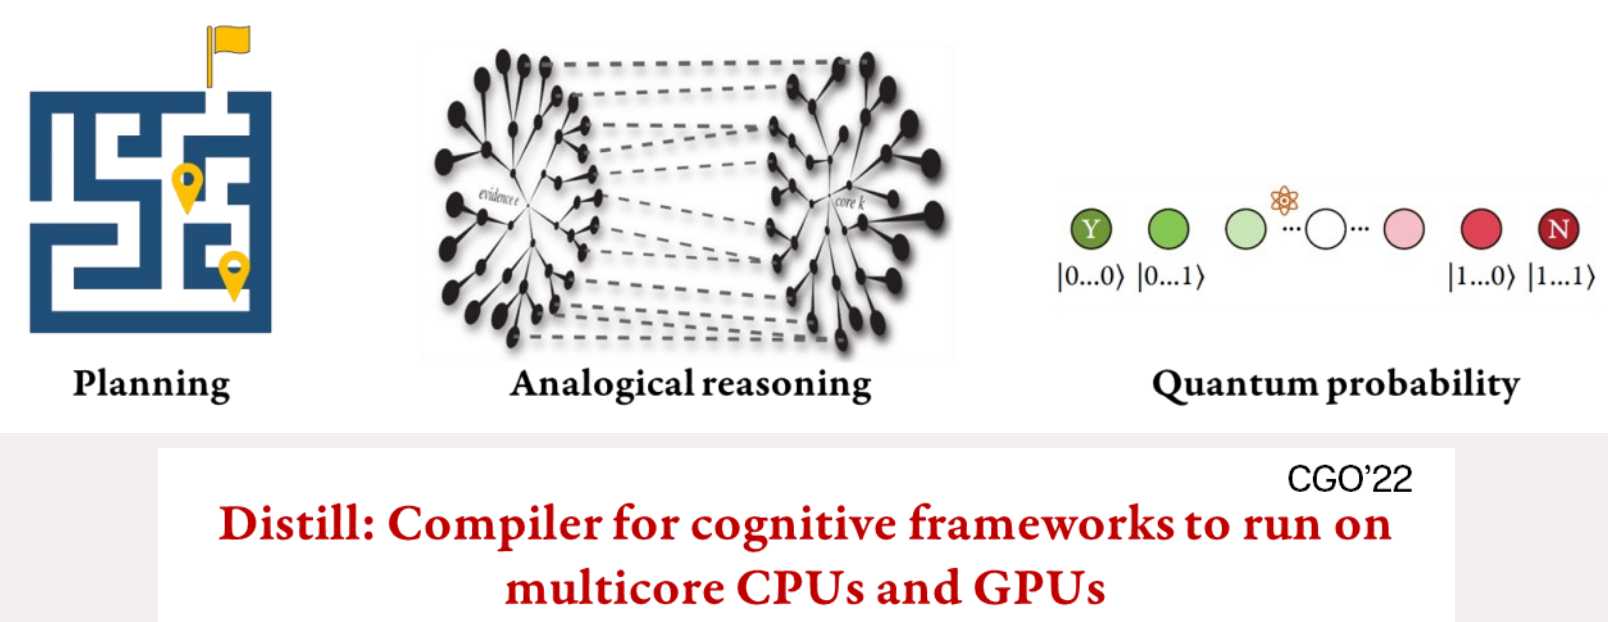 evidence e
core k
Y
N
|0...0⟩ |0...1⟩
...
...
|1...0⟩ |1...1⟩
Planning
Analogical reasoning
Quantum probability
CGO'22
Distill: Compiler for cognitive frameworks to run on
multicore CPUs and GPUs